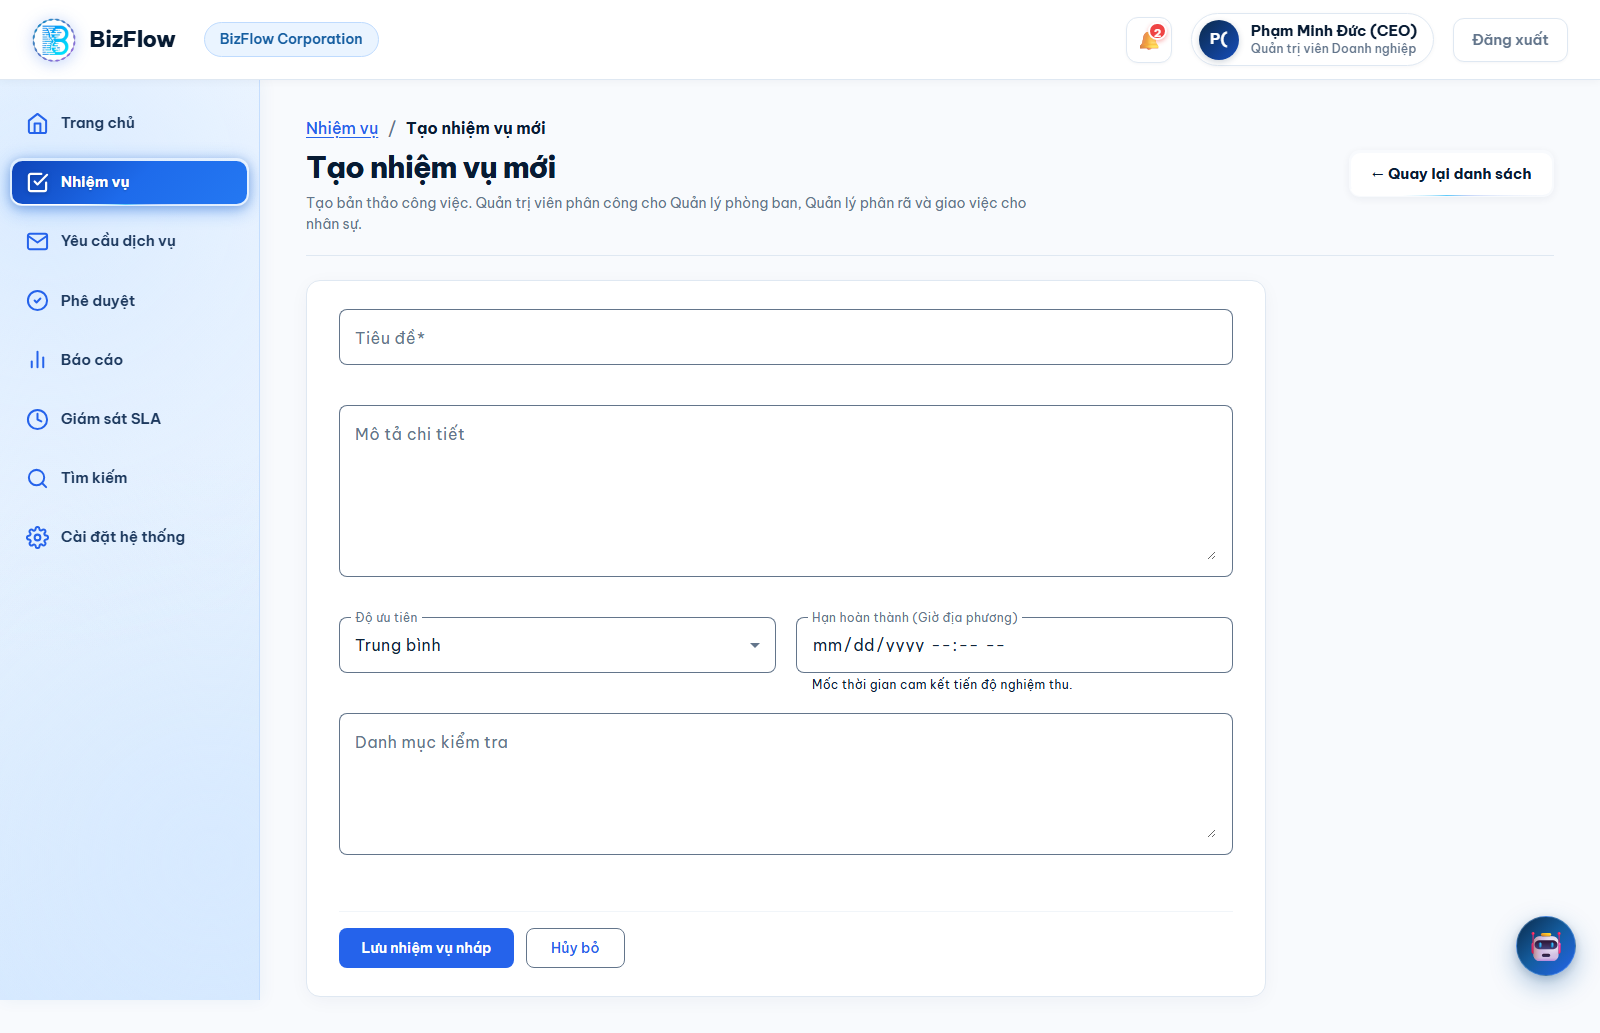 BizFlow
BizFlow Corporation
2
P(
Phạm Minh Đức (CEO)
Quản trị viên Doanh nghiệp
Đăng xuất
Trang chủ
Nhiệm vụ
Yêu cầu dịch vụ
Phê duyệt
Báo cáo
Giám sát SLA
Tìm kiếm
Cài đặt hệ thống
Nhiệm vụ / Tạo nhiệm vụ mới
Tạo nhiệm vụ mới
Tạo bản thảo công việc. Quản trị viên phân công cho Quản lý phòng ban, Quản lý phân rã và giao việc cho
nhân sự.
← Quay lại danh sách
Tiêu đề*
Mô tả chi tiết
Độ ưu tiên
Trung bình
Hạn hoàn thành (Giờ địa phương)
mm/dd/yyyy --:-- --
Mốc thời gian cam kết tiến độ nghiệm thu.
Danh mục kiểm tra
Lưu nhiệm vụ nháp
Hủy bỏ